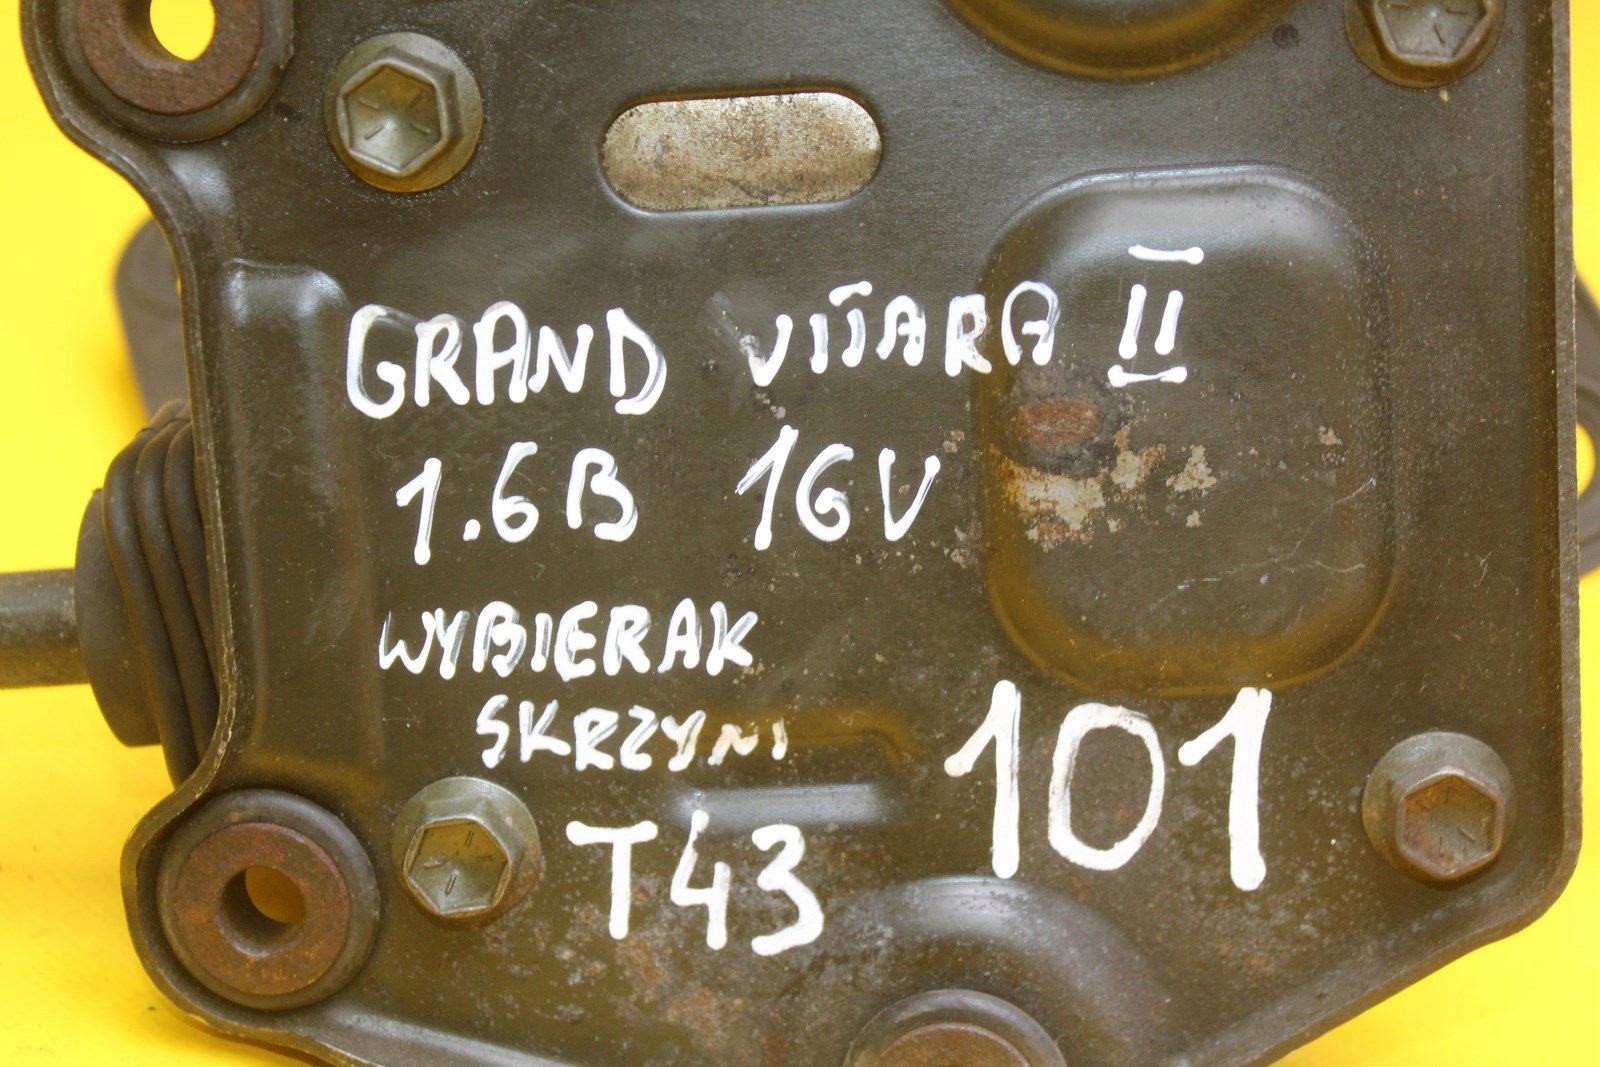 GRAND VITARA II
1.6B 16V
WYBIERAK
SKRZYNI
101
T43